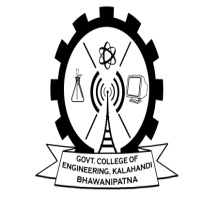 GOVT. COLLEGE OF
ENGINEERING, KALAHANDI
BHAWANIPATNA